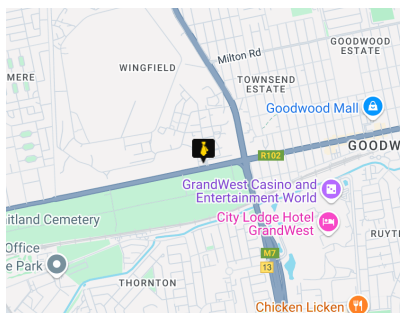 GOODWOOD
ESTATE
Milton Rd
WINGFIELD
MERE
TOWNSEND
ESTATE
Goodwood Mall
R102
GOODW
GrandWest Casino and
Entertainment World
itland Cemetery
City Lodge Hotel
GrandWest
RUYT
Office
e Park
M7
13
THORNTON
Chicken Licken